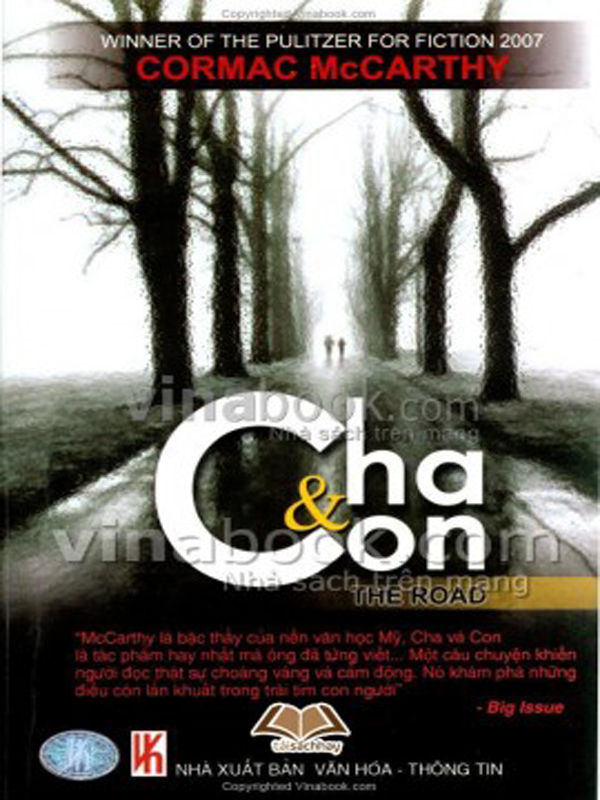 Copyrighted Vinabook.com
WINNER OF THE PULITZER FOR FICTION 2007
CORMAC McCARTHY
vinabook.com
Nhà sách trên mạng
Cha
& Con
vinabook.com
Nhà sách trên mạng
THE ROAD
"McCarthy là bậc thầy của nền văn học Mỹ, Cha và Con
là tác phẩm hay nhất mà ông đã từng viết... Một câu chuyện khiến
người đọc thật sự choáng váng và cảm động. Nó khám phá những
điều còn lẩn khuất trong trái tim con người"
- Big Issue
tôisachhay
NHÀ XUẤT BẢN VĂN HÓA - THÔNG TIN
Copyrighted Vinabook.com